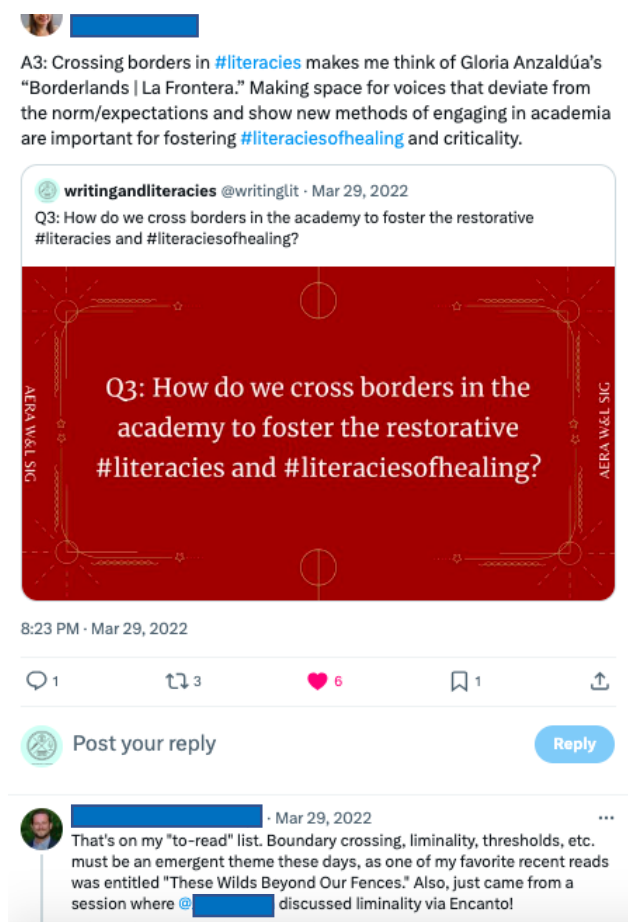 A3: Crossing borders in #literacies makes me think of Gloria Anzaldúa's
“Borderlands | La Frontera.” Making space for voices that deviate from
the norm/expectations and show new methods of engaging in academia
are important for fostering #literaciesofhealing and criticality.
writingandliteracies @writinglit · Mar 29, 2022
Q3: How do we cross borders in the academy to foster the restorative
#literacies and #literaciesofhealing?
AERA W&L SIG
Q3: How do we cross borders in the
academy to foster the restorative
#literacies and #literaciesofhealing?
AERA W&L SIG
8:23 PM · Mar 29, 2022
1 3 6 1
Post your reply Reply
· Mar 29, 2022 ...
That's on my "to-read" list. Boundary crossing, liminality, thresholds, etc.
must be an emergent theme these days, as one of my favorite recent reads
was entitled "These Wilds Beyond Our Fences." Also, just came from a
session where @ discussed liminality via Encanto!